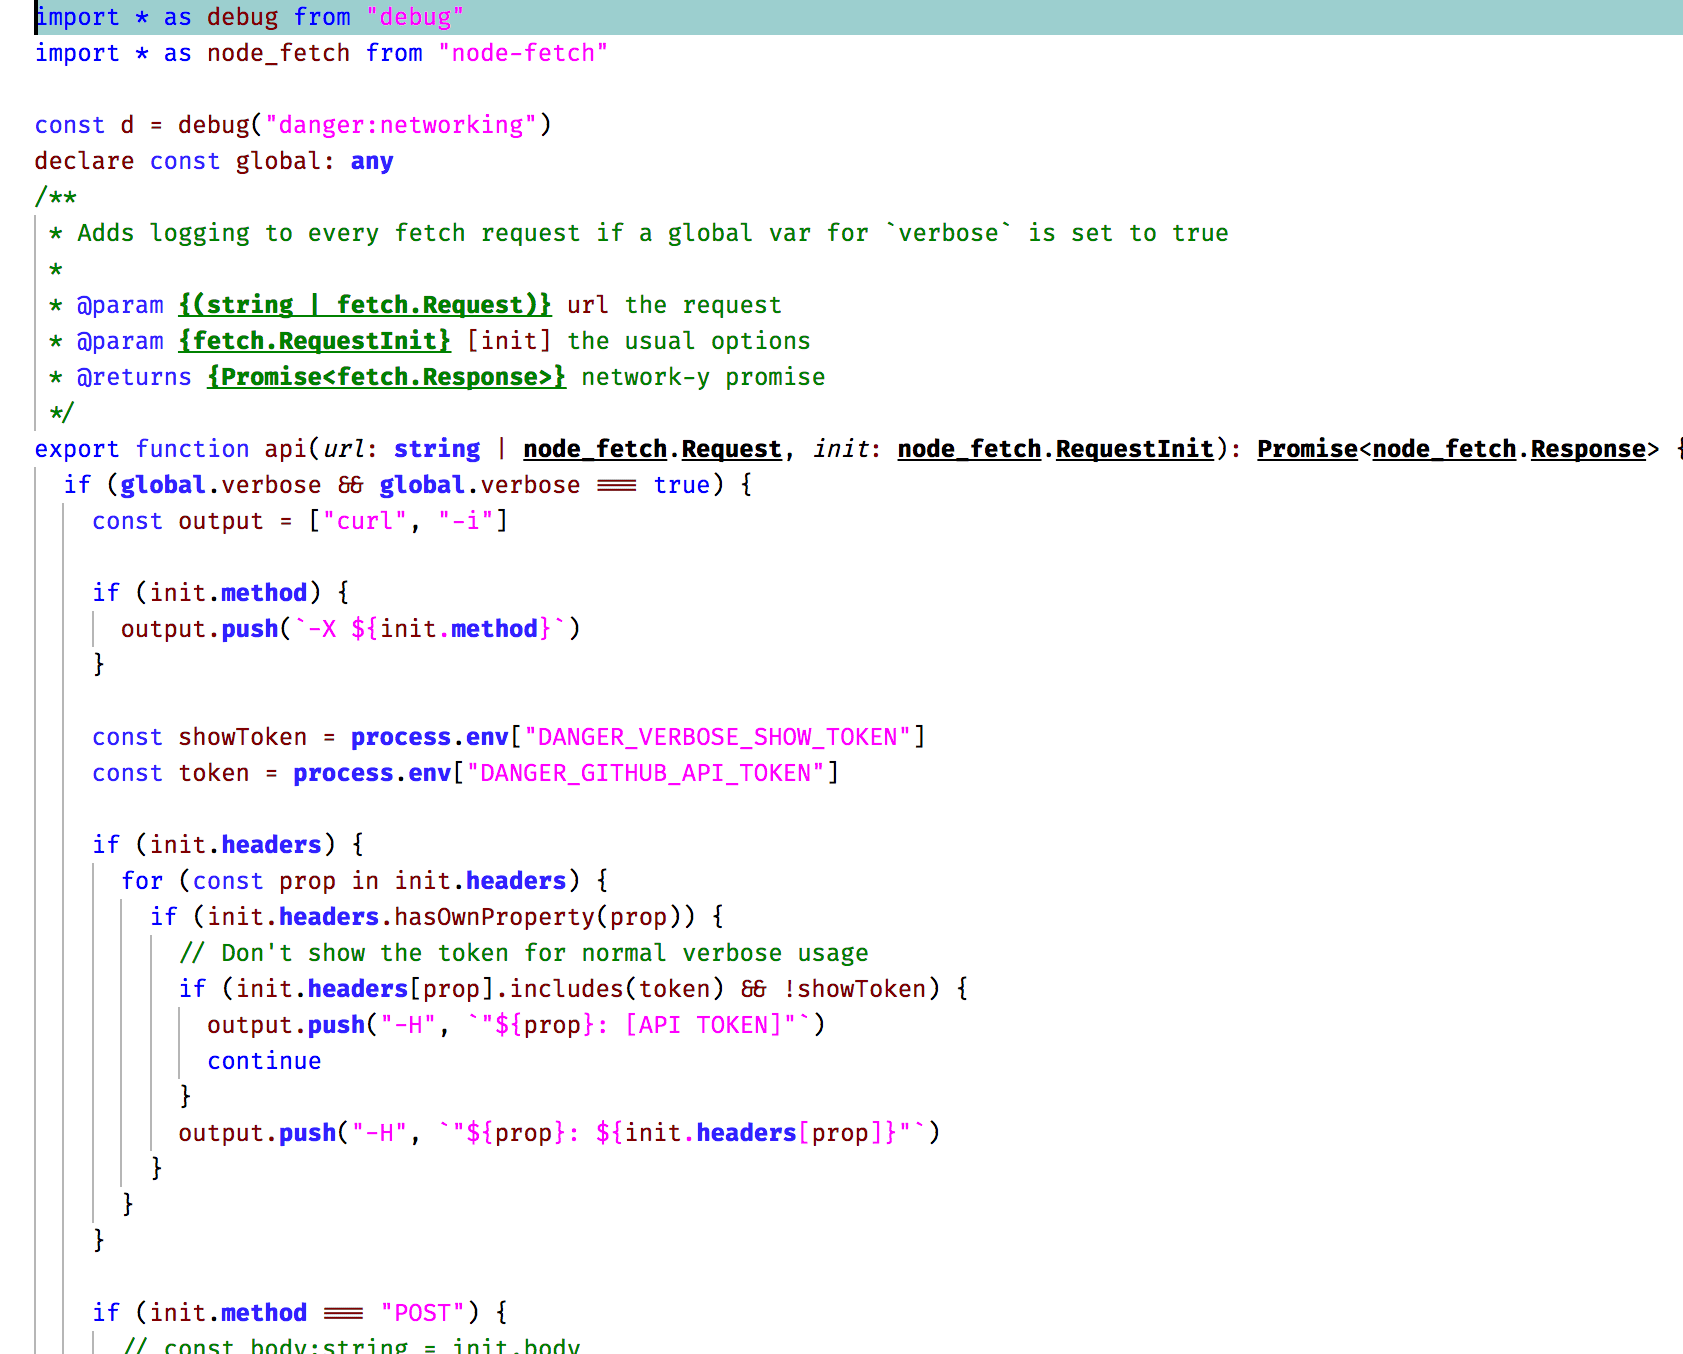 import * as debug from "debug"
import * as node_fetch from "node-fetch"

const d = debug("danger:networking")
declare const global: any
/**
 * Adds logging to every fetch request if a global var for `verbose` is set to true
 *
 * @param {(string | fetch.Request)} url the request
 * @param {fetch.RequestInit} [init] the usual options
 * @returns {Promise<fetch.Response>} network-y promise
 */
export function api(url: string | node_fetch.Request, init: node_fetch.RequestInit): Promise<node_fetch.Response> {
  if (global.verbose && global.verbose === true) {
    const output = ["curl", "-i"]

    if (init.method) {
      output.push(`-X ${init.method}`)
    }

    const showToken = process.env["DANGER_VERBOSE_SHOW_TOKEN"]
    const token = process.env["DANGER_GITHUB_API_TOKEN"]

    if (init.headers) {
      for (const prop in init.headers) {
        if (init.headers.hasOwnProperty(prop)) {
          // Don't show the token for normal verbose usage
          if (init.headers[prop].includes(token) && !showToken) {
            output.push("-H", `"${prop}: [API TOKEN]"`)
            continue
          }
          output.push("-H", `"${prop}: ${init.headers[prop]}"`)
        }
      }
    }

    if (init.method === "POST") {
      // const body:string = init.body